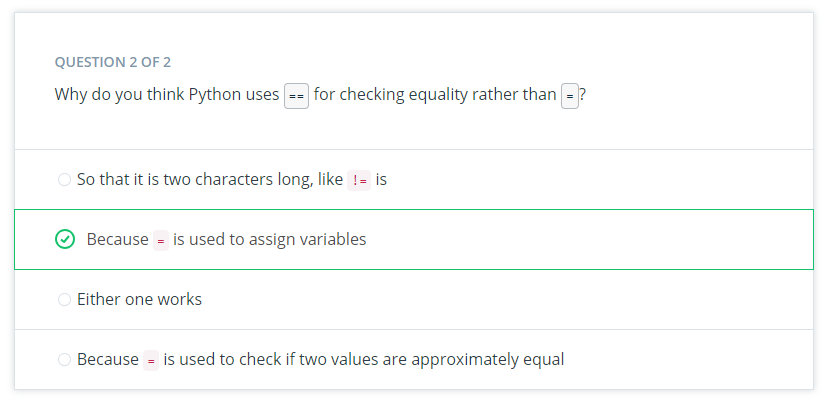 QUESTION 2 OF 2
Why do you think Python uses == for checking equality rather than =?
So that it is two characters long, like != is
Because = is used to assign variables
Either one works
Because = is used to check if two values are approximately equal